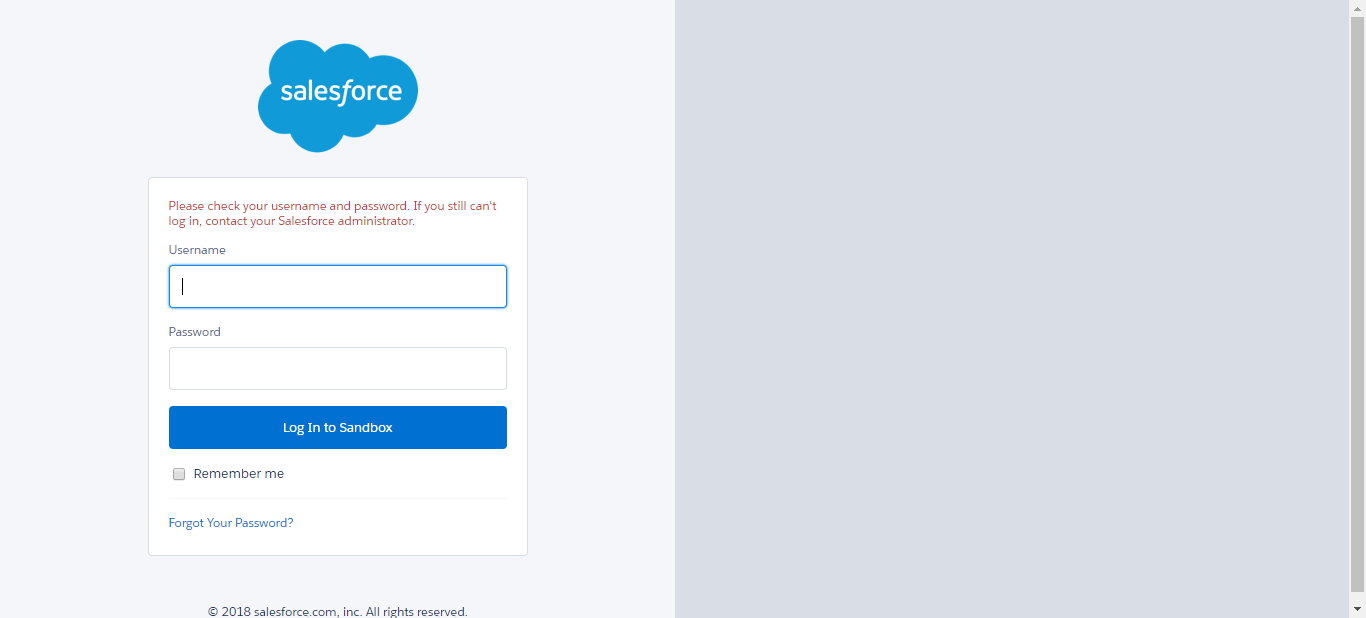 salesforce
Please check your username and password. If you still can't
log in, contact your Salesforce administrator.
Username
Password
Log In to Sandbox
Remember me
Forgot Your Password?
© 2018 salesforce.com, inc. All rights reserved.